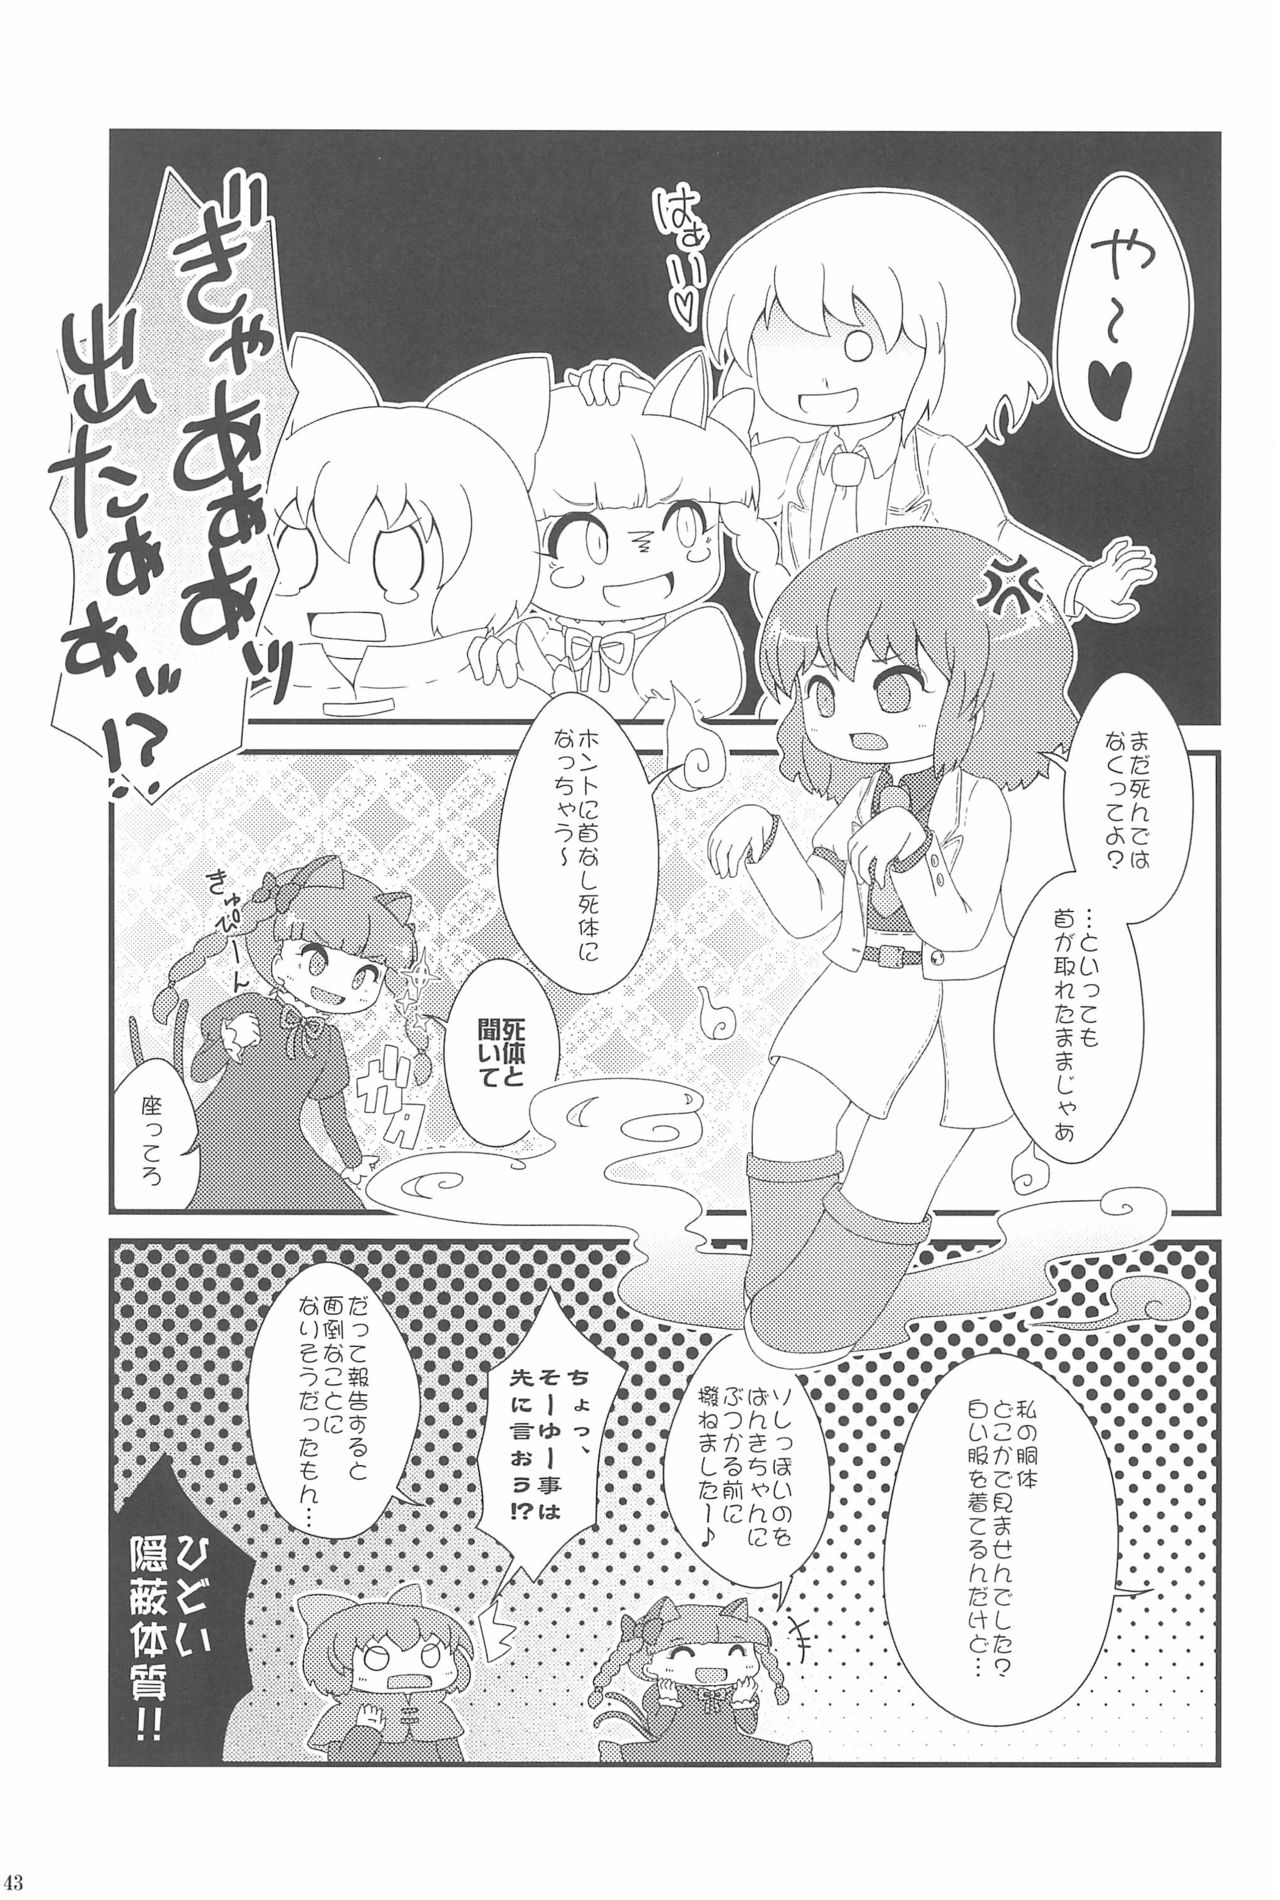 や～♥
はぁい♡
ぎゃあああッ
出たぁぁ!?
まだ死んでは
なくってよ?
…といっても
首が取れたままじゃぁ
ホントに首なし死体に
なっちゃう～
死体と
聞いて
きゅぴーん
ガタ
座ってろ
私の胴体
どこかで見ませんでした?
白い服を着てるんだけど…
ソレっぽいのを
ばんきちゃんに
ぶつかる前に
撥ねました―♪
ちょっ、
そーゆー事は
先に言おう!?
だって報告すると
面倒なことに
なりそうだったもん…
ひどい
隠蔽体質!!
43